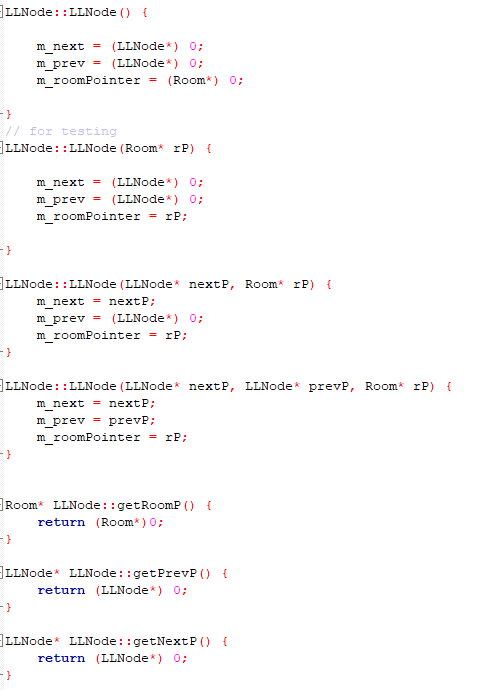 LLNode::LLNode() {
m_next = (LLNode*) 0;
m_prev = (LLNode*) 0;
m_roomPointer = (Room*) 0;
}
// for testing
LLNode::LLNode(Room* rP) {
m_next = (LLNode*) 0;
m_prev = (LLNode*) 0;
m_roomPointer = rP;
}
LLNode::LLNode(LLNode* nextP, Room* rP) {
m_next = nextP;
m_prev = (LLNode*) 0;
m_roomPointer = rP;
}
LLNode::LLNode(LLNode* nextP, LLNode* prevP, Room* rP) {
m_next = nextP;
m_prev = prevP;
m_roomPointer = rP;
}
Room* LLNode::getRoomP() {
return (Room*)0;
}
LLNode* LLNode::getPrevP() {
return (LLNode*) 0;
}
LLNode* LLNode::getNextP() {
return (LLNode*) 0;
}